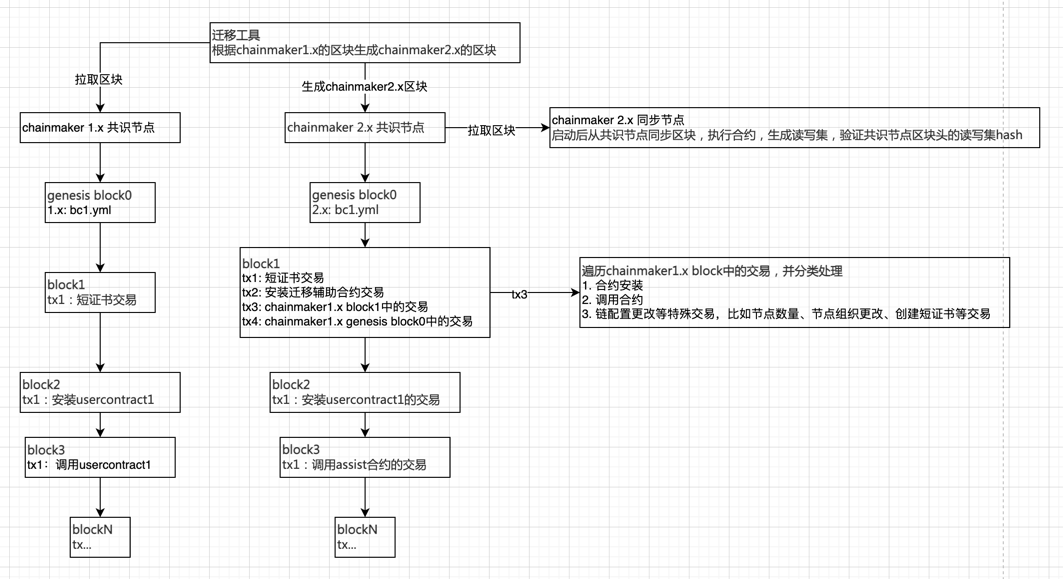 迁移工具
根据chainmaker1.x的区块生成chainmaker2.x的区块
拉取区块
生成chainmaker2.x区块
chainmaker 1.x 共识节点
chainmaker 2.x 共识节点
拉取区块
chainmaker 2.x 同步节点
启动后从共识节点同步区块，执行合约，生成读写集，验证共识节点区块头的读写集hash
genesis block0
1.x: bc1.yml
genesis block0
2.x: bc1.yml
block1
tx1：短证书交易
block1
tx1: 短证书交易
tx2: 安装迁移辅助合约交易
tx3: chainmaker1.x block1中的交易
tx4: chainmaker1.x genesis block0中的交易
tx3
遍历chainmaker1.x block中的交易，并分类处理
1. 合约安装
2. 调用合约
3. 链配置更改等特殊交易，比如节点数量、节点组织更改、创建短证书等交易
block2
tx1：安装usercontract1
block2
tx1：安装usercontract1的交易
block3
tx1：调用usercontract1
block3
tx1：调用assist合约的交易
blockN
tx...
blockN
tx...